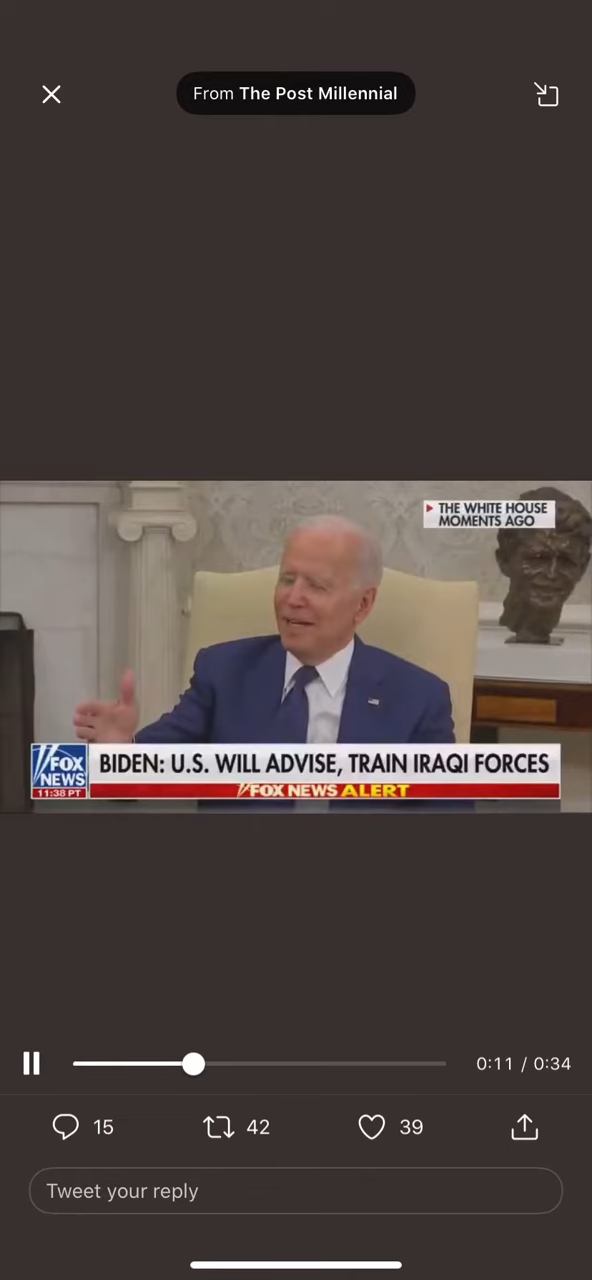 From The Post Millennial
THE WHITE HOUSE
MOMENTS AGO
FOX
NEWS
BIDEN: U.S. WILL ADVISE, TRAIN IRAQI FORCES
11:38 PT
FOX NEWS ALERT
0:11 / 0:34
15
42
39
Tweet your reply